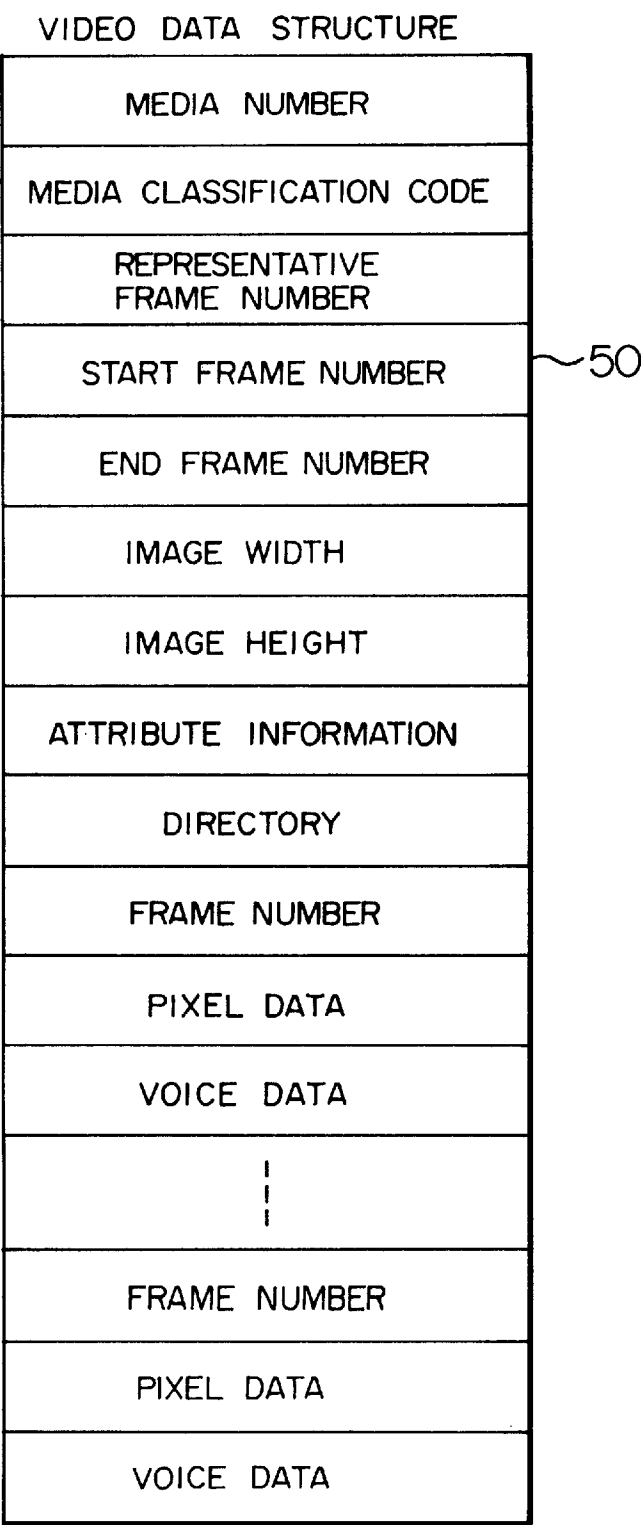 VIDEO DATA STRUCTURE
MEDIA NUMBER
MEDIA CLASSIFICATION CODE
REPRESENTATIVE
FRAME NUMBER
START FRAME NUMBER
50
END FRAME NUMBER
IMAGE WIDTH
IMAGE HEIGHT
ATTRIBUTE INFORMATION
DIRECTORY
FRAME NUMBER
PIXEL DATA
VOICE DATA
FRAME NUMBER
PIXEL DATA
VOICE DATA